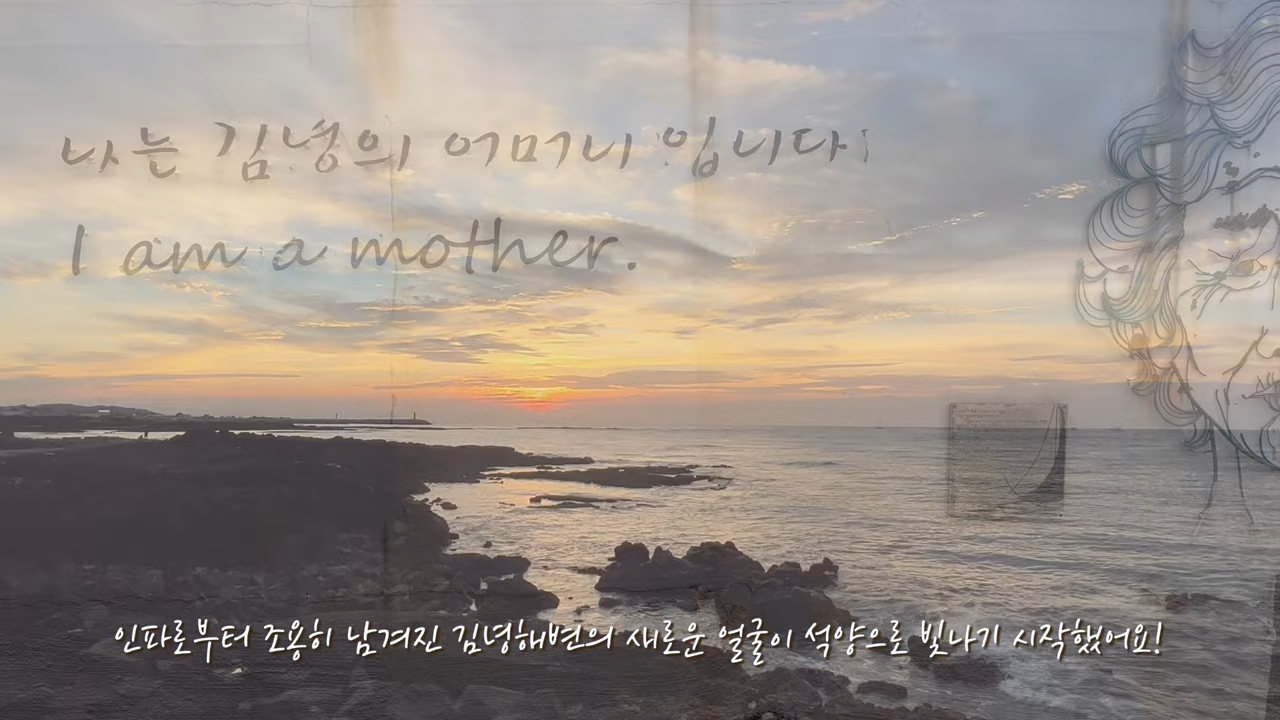 나는 김녕의 어머니 입니다
I am a mother.
인파로부터 조용히 남겨진 김녕해변의 새로운 얼굴이 석양으로 빛나기 시작했어요!